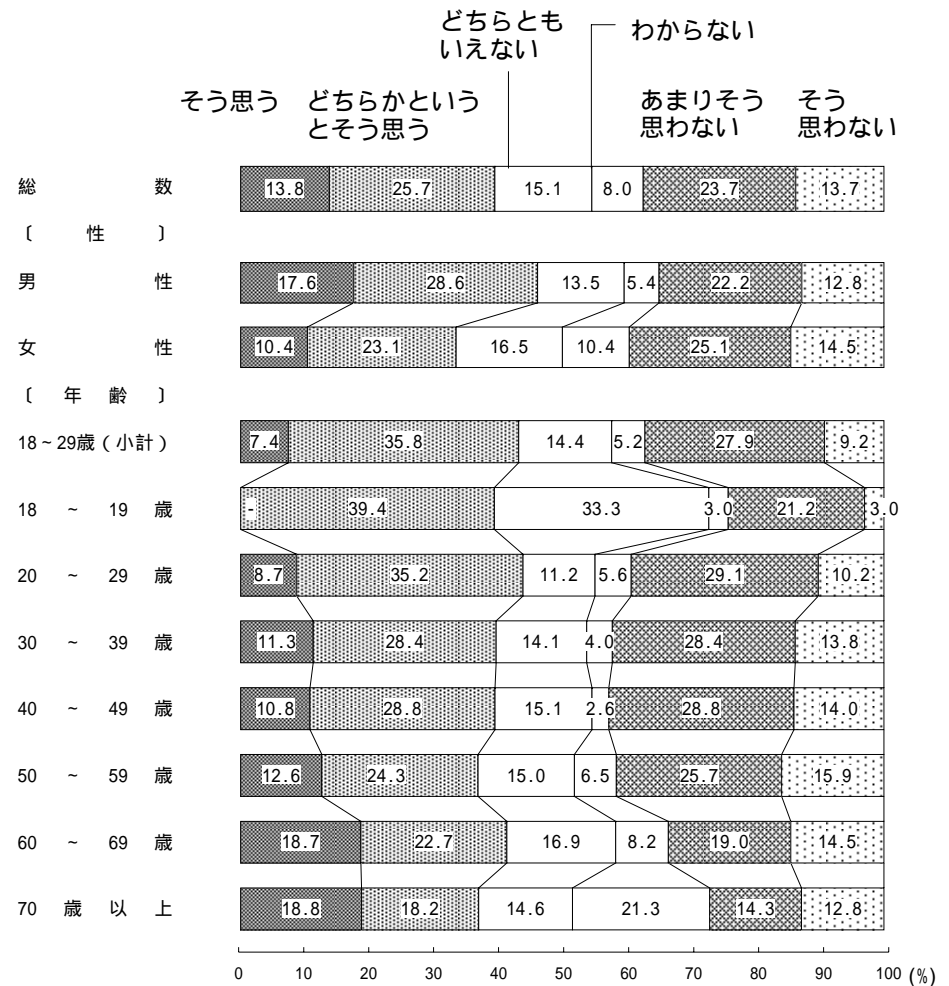 どちらとも
いえない
わからない
そう思う
どちらかという
とそう思う
あまりそう
思わない
そう
思わない
総 数 13.8 25.7 15.1 8.0 23.7 13.7
〔 性 〕
男 性 17.6 28.6 13.5 5.4 22.2 12.8
女 性 10.4 23.1 16.5 10.4 25.1 14.5
〔 年 齢 〕
18~29歳(小計) 7.4 35.8 14.4 5.2 27.9 9.2
18 ~ 19 歳 - 39.4 33.3 3.0 21.2 3.0
20 ~ 29 歳 8.7 35.2 11.2 5.6 29.1 10.2
30 ~ 39 歳 11.3 28.4 14.1 4.0 28.4 13.8
40 ~ 49 歳 10.8 28.8 15.1 2.6 28.8 14.0
50 ~ 59 歳 12.6 24.3 15.0 6.5 25.7 15.9
60 ~ 69 歳 18.7 22.7 16.9 8.2 19.0 14.5
70 歳 以 上 18.8 18.2 14.6 21.3 14.3 12.8
0 10 20 30 40 50 60 70 80 90 100 (%)